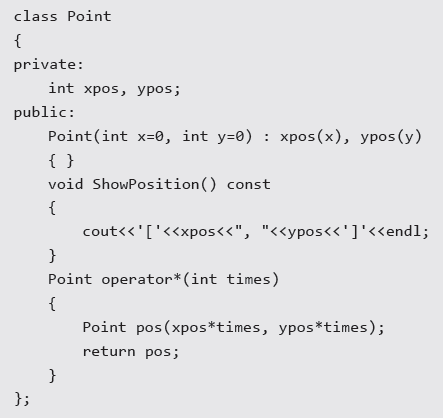 class Point
{
private:
    int xpos, ypos;
public:
    Point(int x=0, int y=0) : xpos(x), ypos(y)
    { }
    void ShowPosition() const
    {
        cout<<'['<<xpos<<", "<<ypos<<']'<<endl;
    }
    Point operator*(int times)
    {
        Point pos(xpos*times, ypos*times);
        return pos;
    }
};